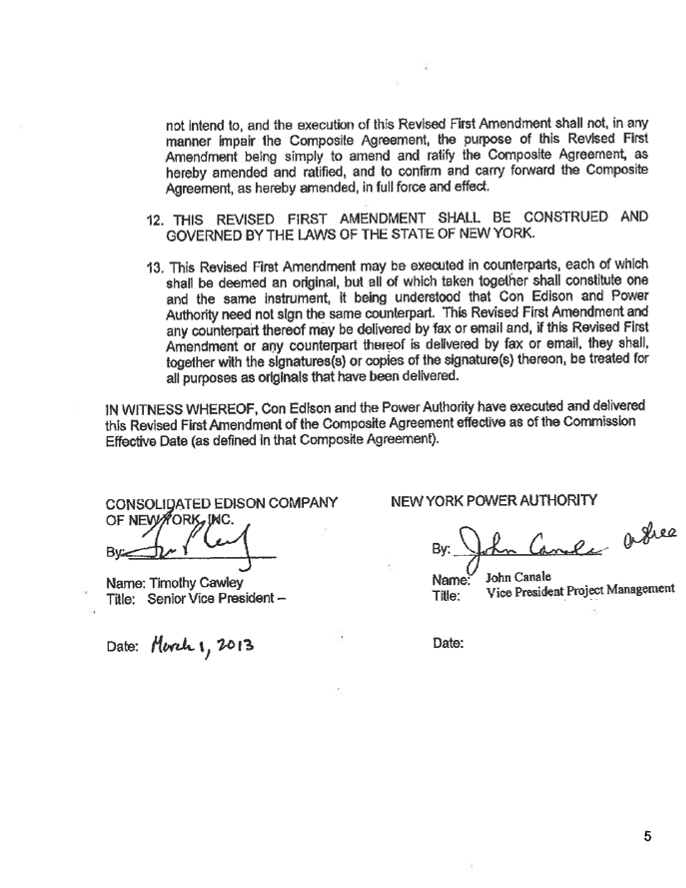 not intend to, and the execution of this Revised First Amendment shall not, in any
manner impair the Composite Agreement, the purpose of this Revised First
Amendment being simply to amend and ratify the Composite Agreement, as
hereby amended and ratified, and to confirm and carry forward the Composite
Agreement, as hereby amended, in full force and effect.
12. THIS REVISED FIRST AMENDMENT SHALL BE CONSTRUED AND
GOVERNED BY THE LAWS OF THE STATE OF NEW YORK.
13. This Revised First Amendment may be executed in counterparts, each of which
shall be deemed an original, but all of which taken together shall constitute one
and the same instrument, it being understood that Con Edison and Power
Authority need not sign the same counterpart. This Revised First Amendment and
any counterpart thereof may be delivered by fax or email and, if this Revised First
Amendment or any counterpart thereof is delivered by fax or email, they shall,
together with the signatures(s) or copies of the signature(s) thereon, be treated for
all purposes as originals that have been delivered.
IN WITNESS WHEREOF, Con Edison and the Power Authority have executed and delivered
this Revised First Amendment of the Composite Agreement effective as of the Commission
Effective Date (as defined in that Composite Agreement).
CONSOLIDATED EDISON COMPANY
OF NEW YORK, INC.
By:
Name: Timothy Cawley
Title: Senior Vice President –
Date: March 1, 2013
NEW YORK POWER AUTHORITY
By: John Canale
Name: John Canale
Title: Vice President Project Management
Date:
5